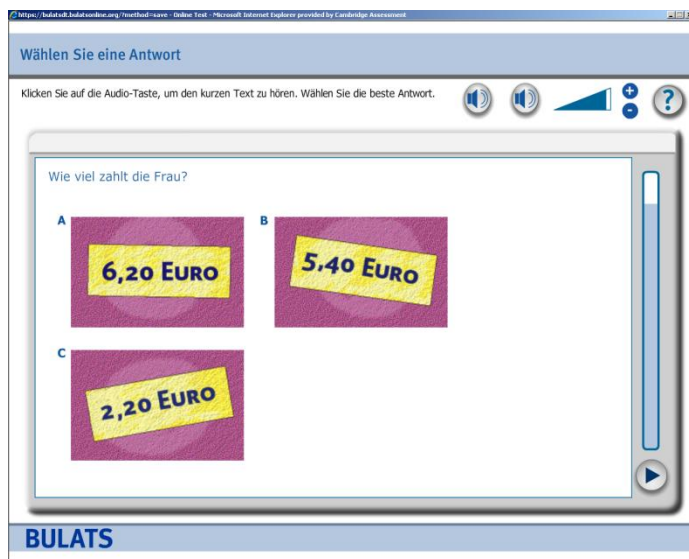 https://bulatsdt.bulatsonline.org/?method=save - Online Test - Microsoft Internet Explorer provided by Cambridge Assessment
Wählen Sie eine Antwort
Klicken Sie auf die Audio-Taste, um den kurzen Text zu hören. Wählen Sie die beste Antwort.
+
-
?
Wie viel zahlt die Frau?
A
6,20 EURO
B
5,40 EURO
C
2,20 EURO
BULATS